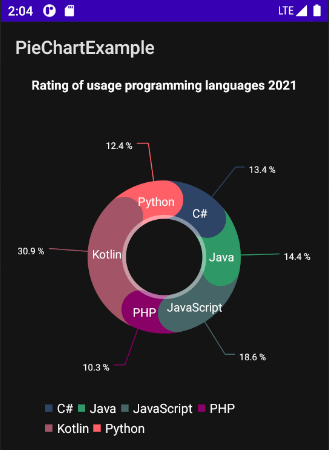 2:04 LTE
PieChartExample
Rating of usage programming languages 2021
12.4 %
13.4 %
Python
C#
30.9 %
Kotlin
Java
14.4 %
PHP
JavaScript
10.3 %
18.6 %
C# Java JavaScript PHP
Kotlin Python